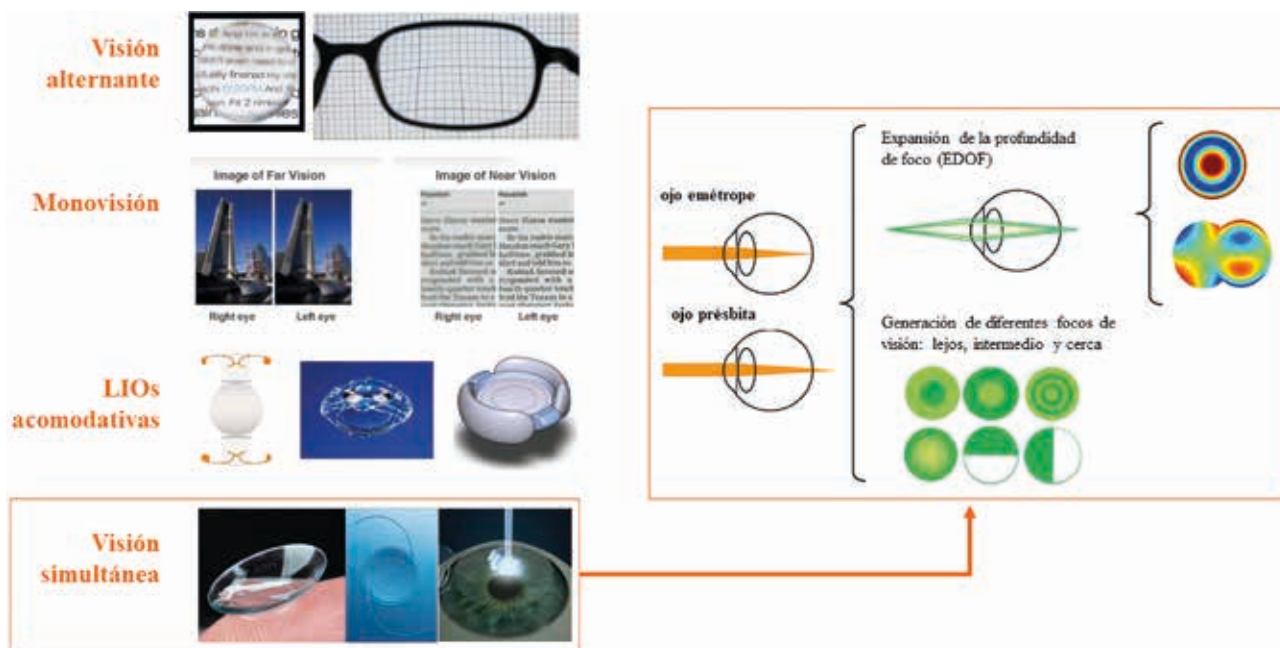 Visión
alternante
Monovisión
Image of Far Vision
Image of Near Vision
Right eye
Left eye
Right eye
Left eye
LIOs
acomodativas
Visión
simultánea
ojo emétrope
ojo présbita
Expansión de la profundidad
de foco (EDOF)
Generación de diferentes focos de
visión: lejos, intermedio y cerca